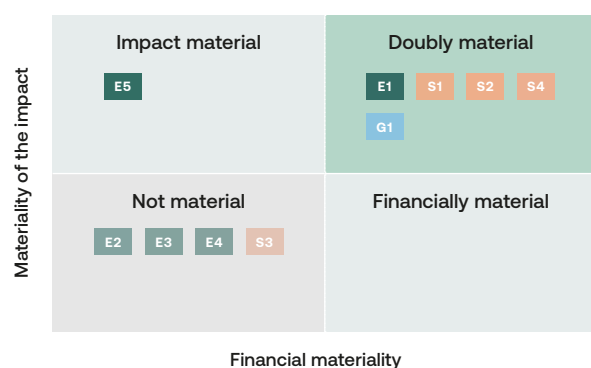 Materiality of the impact
Impact material
E5
Doubly material
E1 S1 S2 S4
G1
Not material
E2 E3 E4 S3
Financially material
Financial materiality